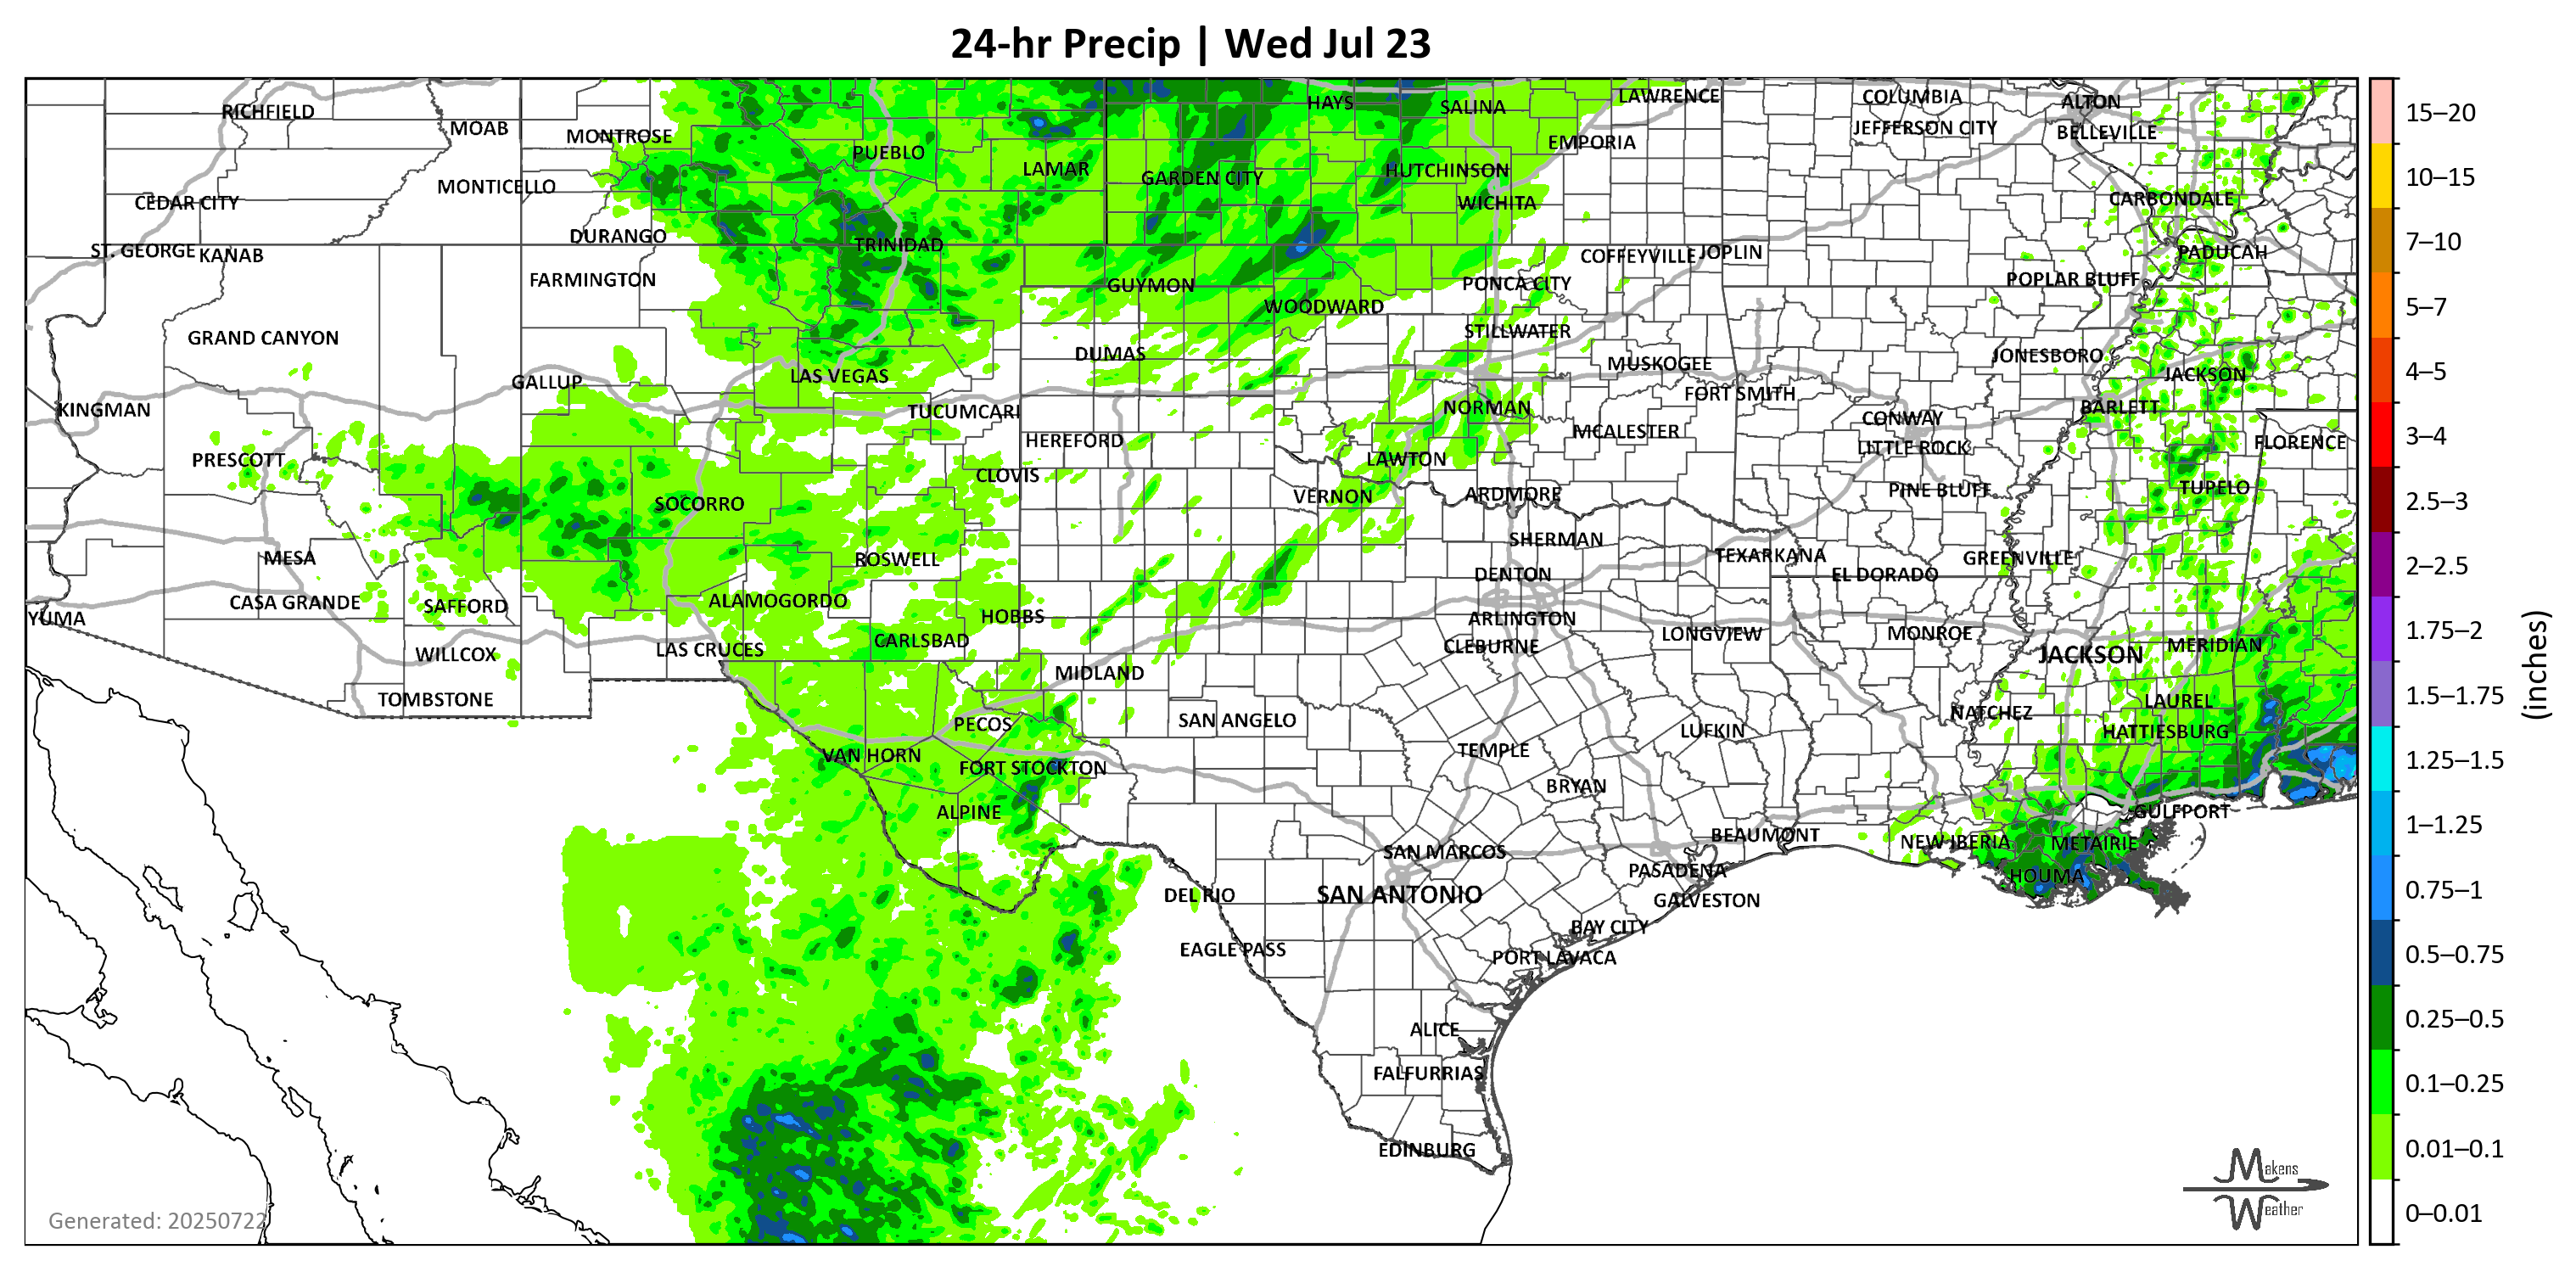 24-hr Precip | Wed Jul 23
RICHFIELD
MOAB
MONTROSE
PUEBLO
LAMAR
HAYS
SALINA
LAWRENCE
COLUMBIA
ALTON
EMPORIA
JEFFERSON CITY
BELLEVILLE
CEDAR CITY
MONTICELLO
GARDEN CITY
HUTCHINSON
WICHITA
CARBONDALE
ST. GEORGE
KANAB
DURANGO
TRINIDAD
COFFEYVILLE
JOPLIN
PADUCAH
FARMINGTON
GUYMON
WOODWARD
PONCA CITY
POPLAR BLUFF
GRAND CANYON
DUMAS
STILLWATER
MUSKOGEE
JONESBORO
GALLUP
LAS VEGAS
FORT SMITH
JACKSON
KINGMAN
TUCUMCARI
NORMAN
CONWAY
BARLETT
PRESCOTT
HEREFORD
LAWTON
MCALESTER
LITTLE ROCK
FLORENCE
CLOVIS
SOCORRO
VERNON
ARDMORE
PINE BLUFF
TUPELO
MESA
ROSWELL
SHERMAN
TEXARKANA
GREENVILLE
DENTON
EL DORADO
YUMA
CASA GRANDE
SAFFORD
ALAMOGORDO
HOBBS
ARLINGTON
WILLCOX
LAS CRUCES
CARLSBAD
CLEBURNE
LONGVIEW
MONROE
JACKSON
MERIDIAN
MIDLAND
TOMBSTONE
PECOS
SAN ANGELO
LUFKIN
NATCHEZ
LAUREL
HATTIESBURG
VAN HORN
FORT STOCKTON
TEMPLE
BRYAN
ALPINE
GULFPORT
SAN MARCOS
BEAUMONT
NEW IBERIA
METAIRIE
DEL RIO
SAN ANTONIO
PASADENA
HOUMA
GALVESTON
EAGLE PASS
BAY CITY
PORT LAVACA
ALICE
FALFURRIAS
EDINBURG
Generated: 20250722
Makens
Weather
15–20
10–15
7–10
5–7
4–5
3–4
2.5–3
2–2.5
1.75–2
1.5–1.75
1.25–1.5
1–1.25
0.75–1
0.5–0.75
0.25–0.5
0.1–0.25
0.01–0.1
0–0.01
(inches)